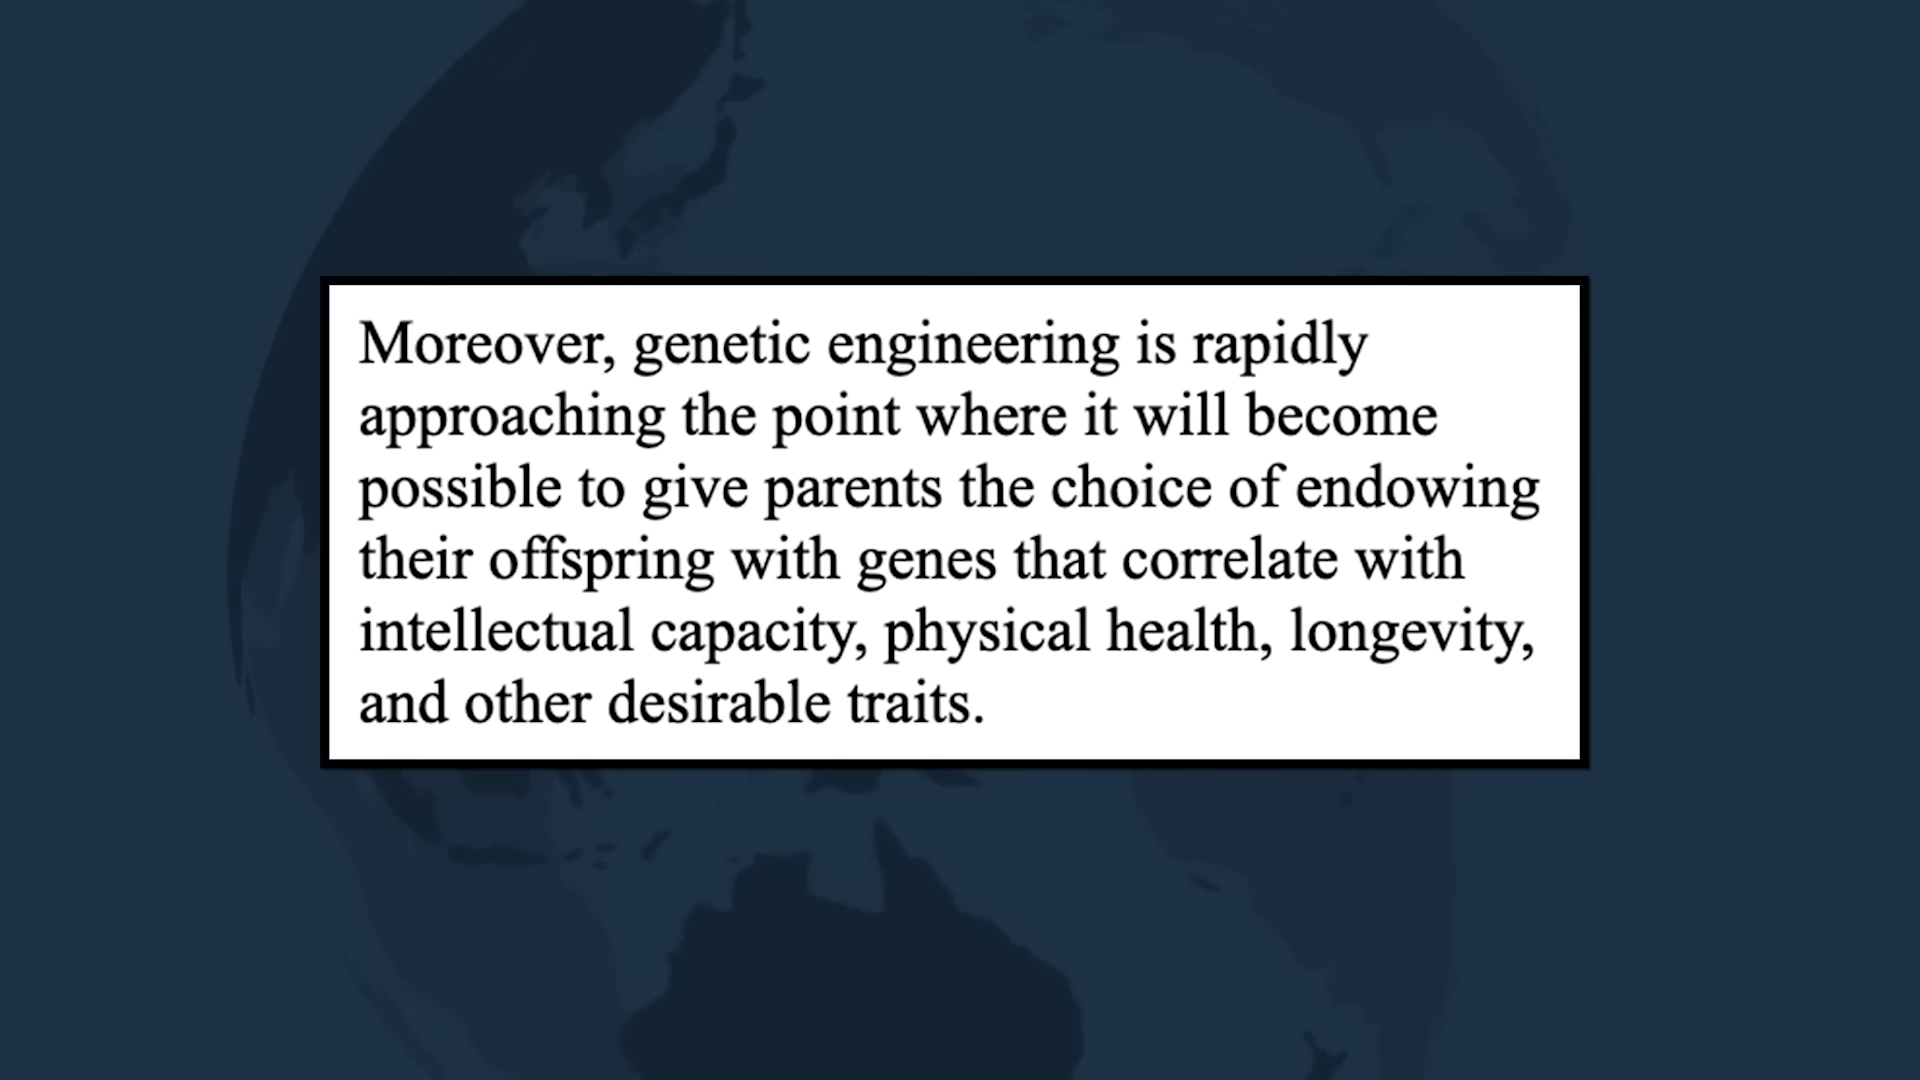 Moreover, genetic engineering is rapidly
approaching the point where it will become
possible to give parents the choice of endowing
their offspring with genes that correlate with
intellectual capacity, physical health, longevity,
and other desirable traits.